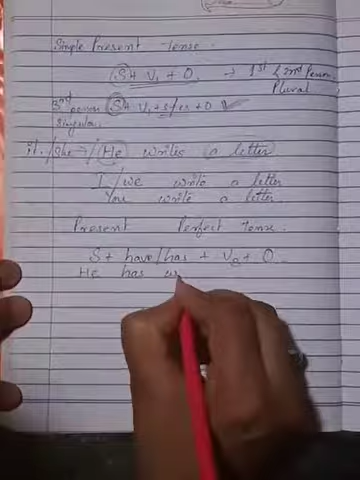 Simple Present Tense.
S + V₁ + O. → 1st & 2nd Person
Plural
3rd person S + V₁ + s/es + O
Singular
it./She → / He writes a letter
I / we write a letter
You write a letter.
Present Perfect Tense.
S + have/has + V₃ + O.
He has w